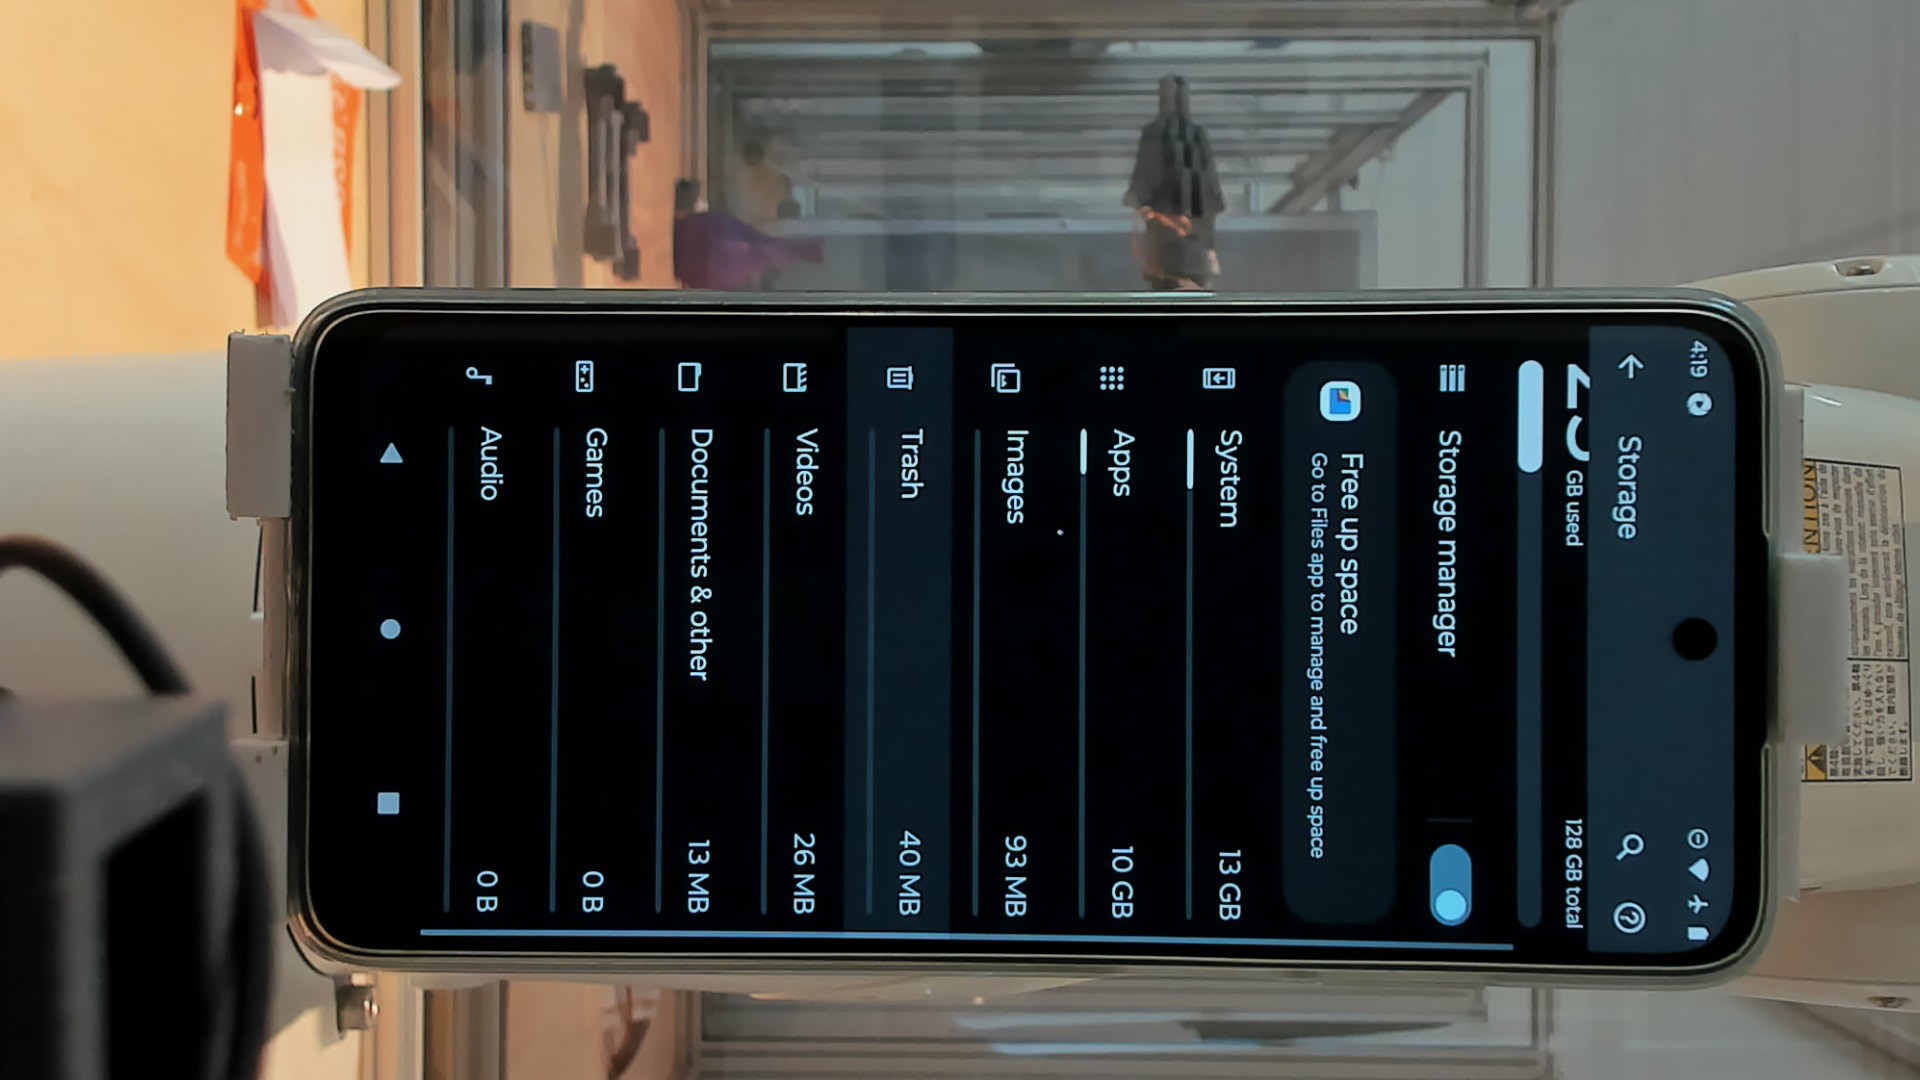 4:19
Storage
GB used
128 GB total
Storage manager
Free up space
Go to Files app to manage and free up space
System
13 GB
Apps
10 GB
Images
93 MB
Trash
40 MB
Videos
26 MB
Documents & other
13 MB
Games
0 B
Audio
0 B